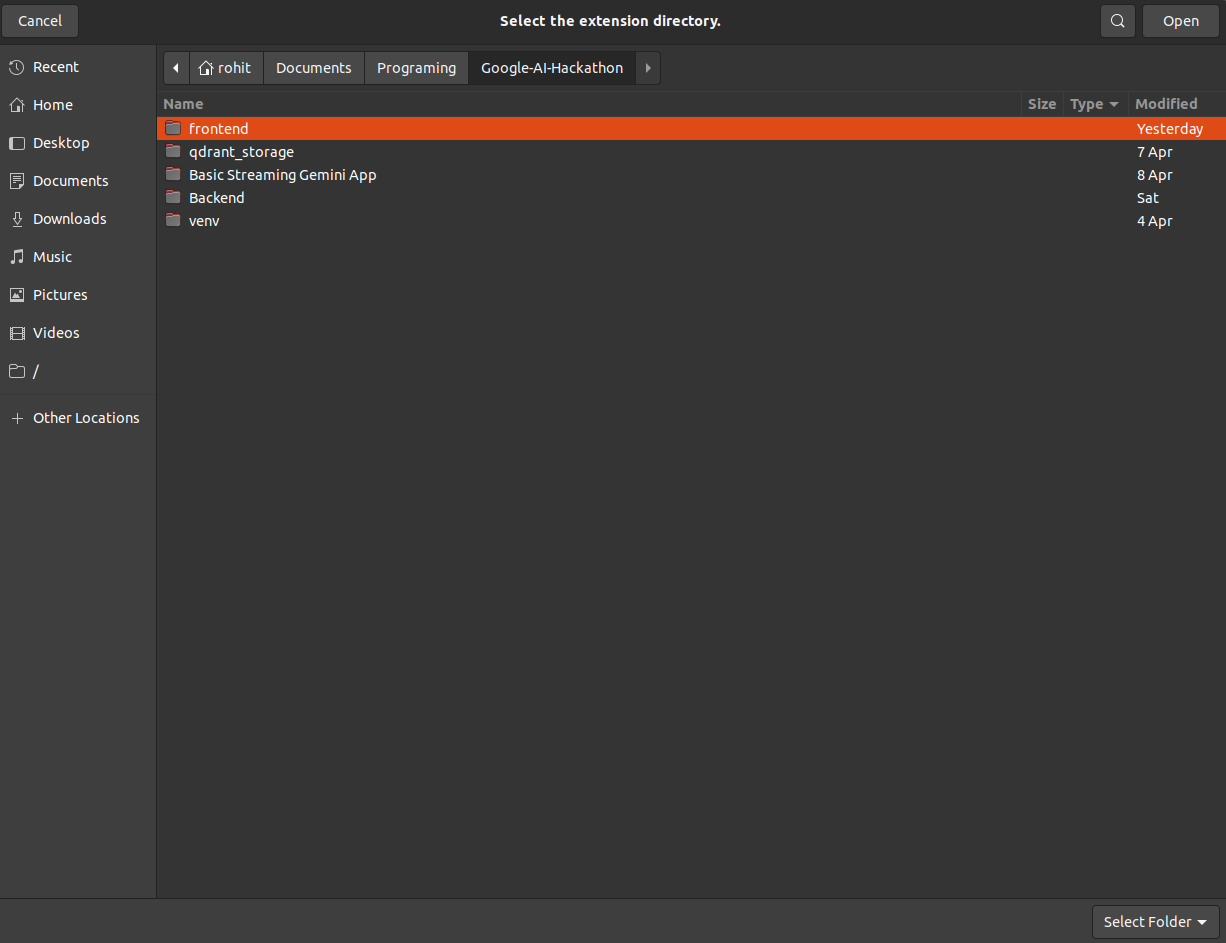 Cancel Select the extension directory. Open
Recent
Home
Desktop
Documents
Downloads
Music
Pictures
Videos
/
Other Locations
rohit Documents Programing Google-AI-Hackathon
Name Size Type Modified
frontend Yesterday
qdrant_storage 7 Apr
Basic Streaming Gemini App 8 Apr
Backend Sat
venv 4 Apr
Select Folder